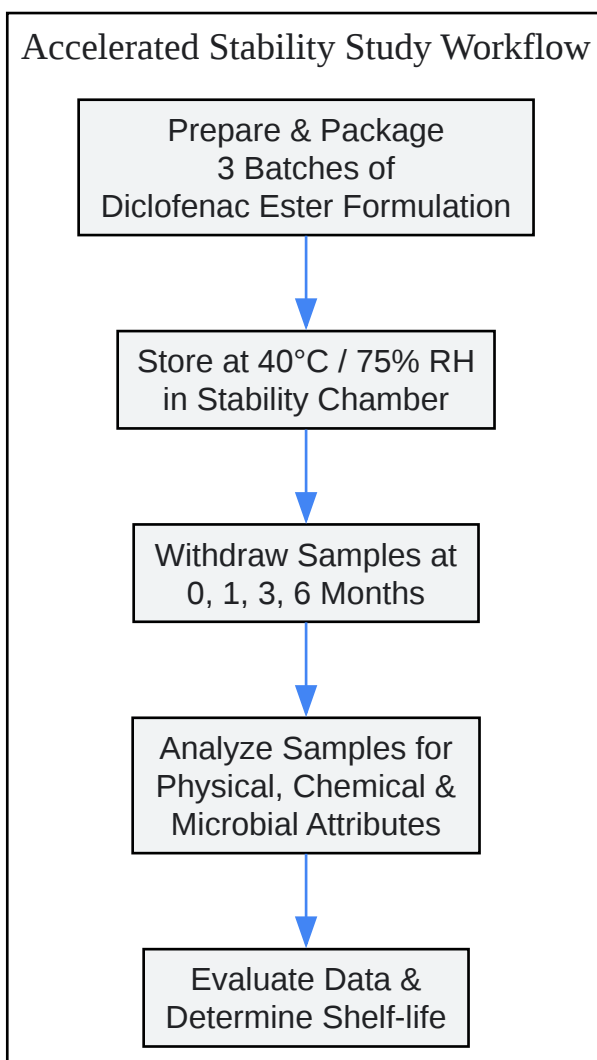 Accelerated Stability Study Workflow
Prepare & Package
3 Batches of
Diclofenac Ester Formulation
Store at 40°C / 75% RH
in Stability Chamber
Withdraw Samples at
0, 1, 3, 6 Months
Analyze Samples for
Physical, Chemical &
Microbial Attributes
Evaluate Data &
Determine Shelf-life